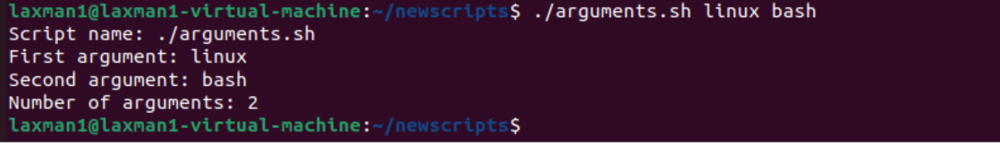 laxman1@laxman1-virtual-machine:~/newscripts$ ./arguments.sh linux bash
Script name: ./arguments.sh
First argument: linux
Second argument: bash
Number of arguments: 2
laxman1@laxman1-virtual-machine:~/newscripts$